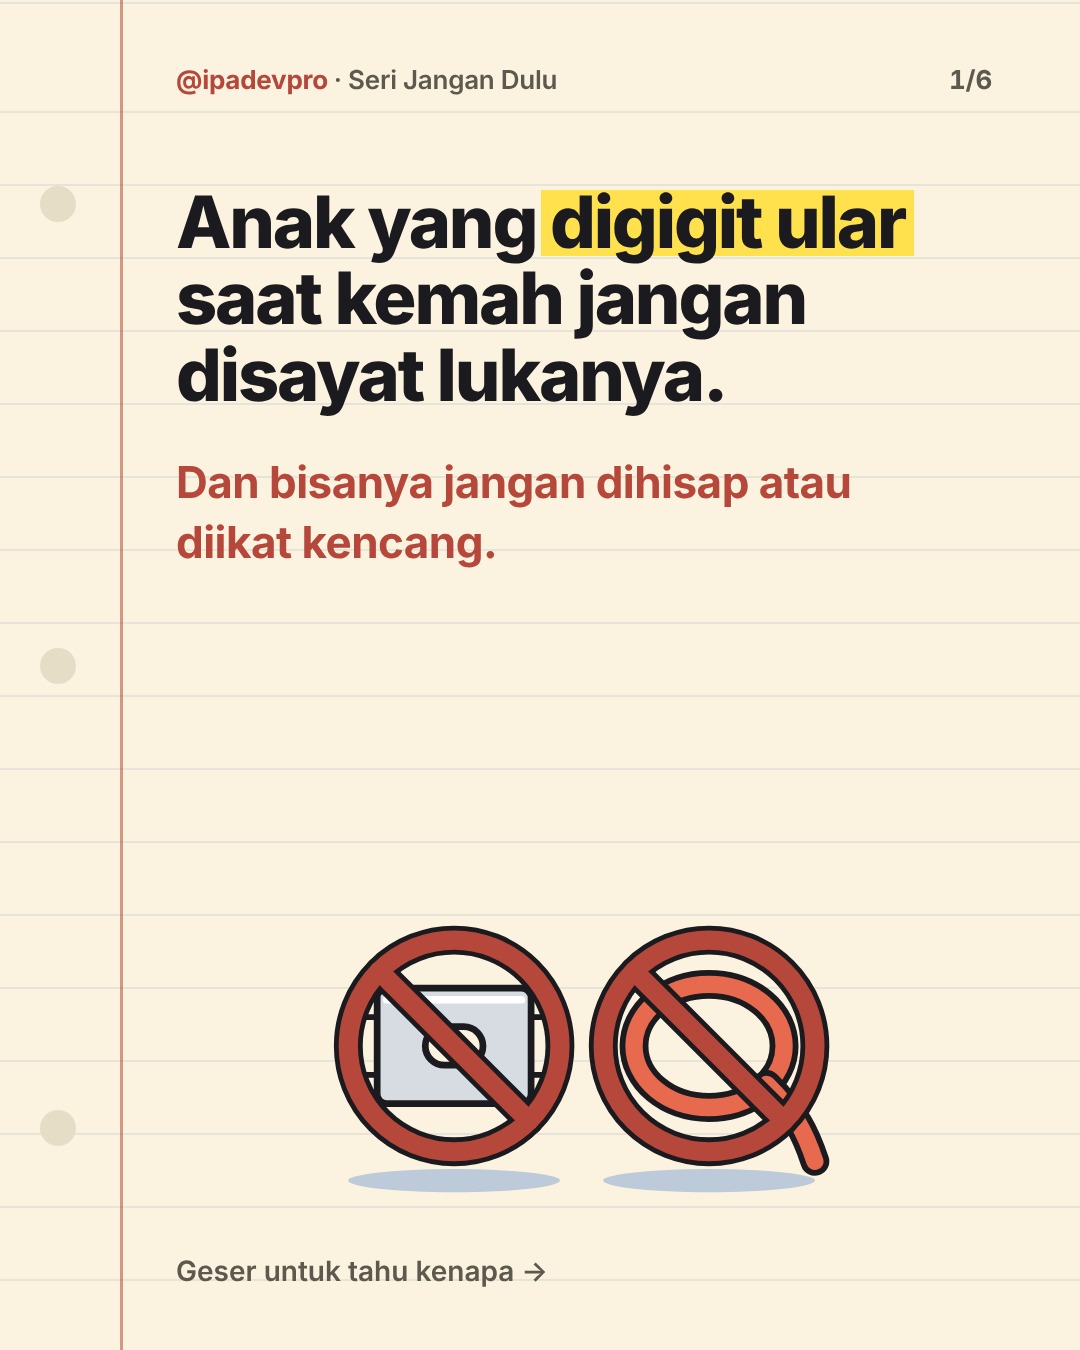 @ipadevpro · Seri Jangan Dulu
1/6
Anak yang digigit ular
saat kemah jangan
disayat lukanya.
Dan bisanya jangan dihisap atau
diikat kencang.
Geser untuk tahu kenapa →